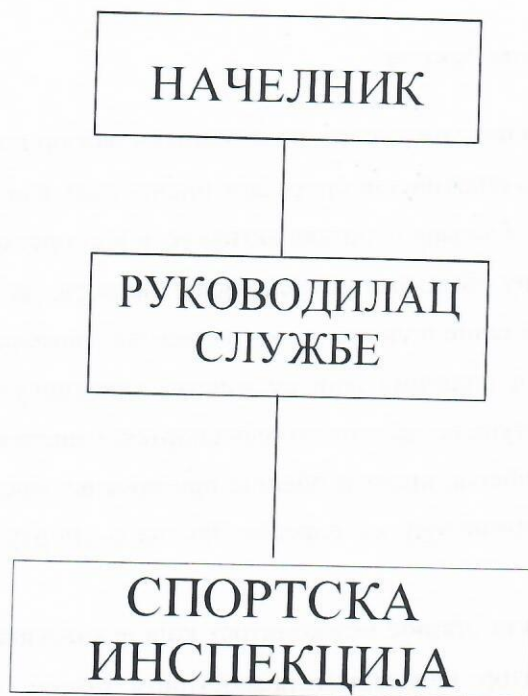 НАЧЕЛНИК
РУКОВОДИЛАЦ
СЛУЖБЕ
СПОРТСКА
ИНСПЕКЦИЈА